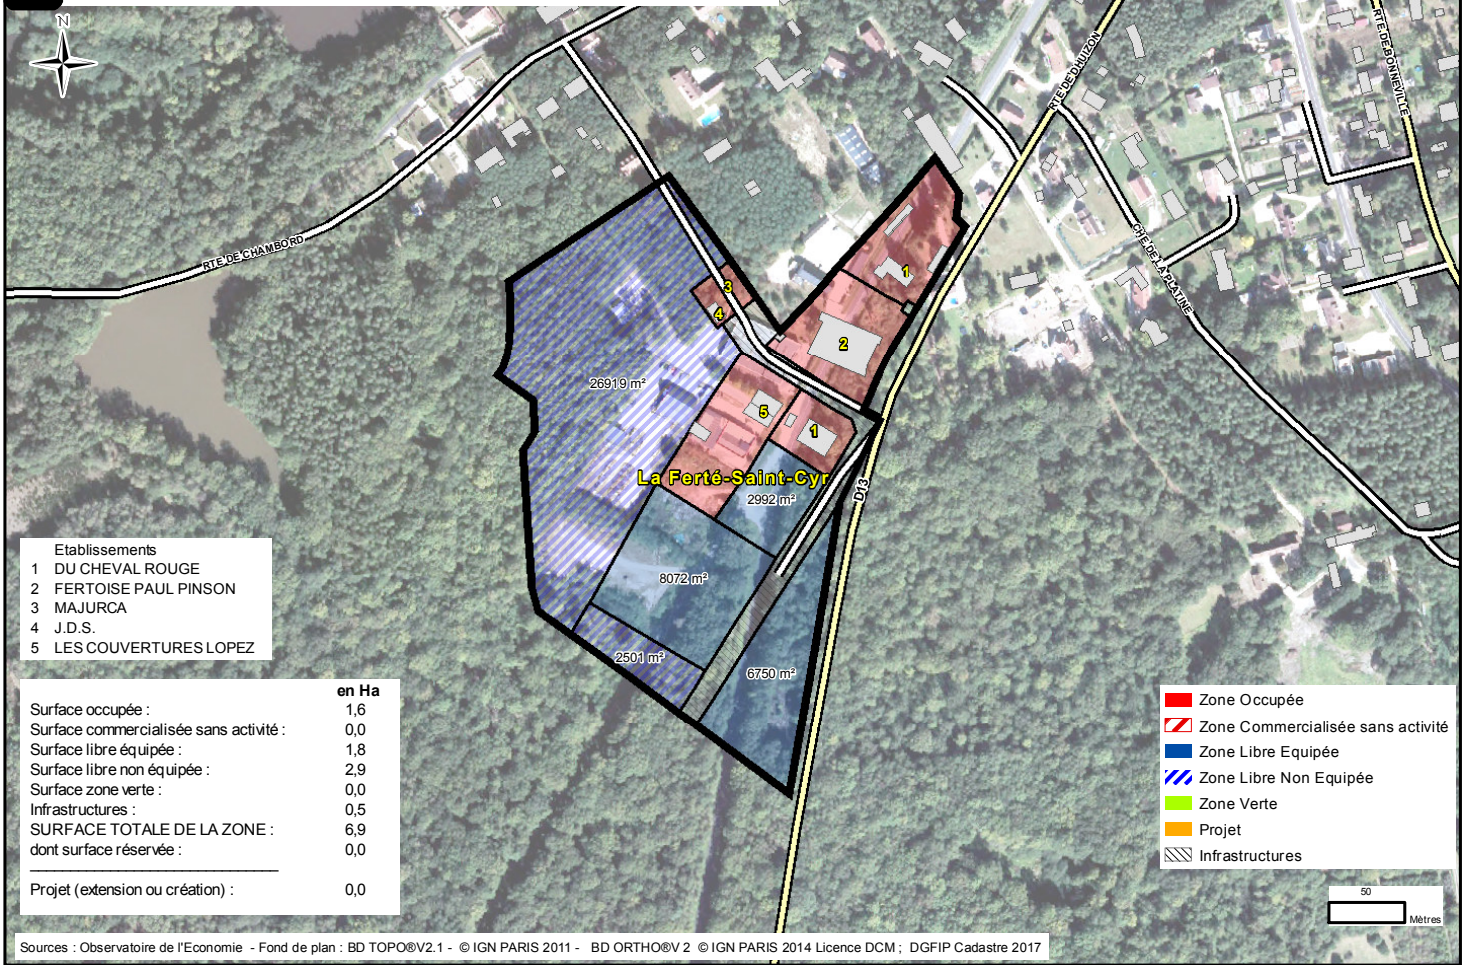 N
RTE DE CHAMBORD
RTE DE DHUIZON
RTE DE BONNEVILLE
CHE DE LA PLATINE
D13
1
2
3
4
5
1
26919 m²
La Ferté-Saint-Cyr
2992 m²
8072 m²
2501 m²
6750 m²
Etablissements
1 DU CHEVAL ROUGE
2 FERTOISE PAUL PINSON
3 MAJURCA
4 J.D.S.
5 LES COUVERTURES LOPEZ
en Ha
Surface occupée : 1,6
Surface commercialisée sans activité : 0,0
Surface libre équipée : 1,8
Surface libre non équipée : 2,9
Surface zone verte : 0,0
Infrastructures : 0,5
SURFACE TOTALE DE LA ZONE : 6,9
dont surface réservée : 0,0
Projet (extension ou création) : 0,0
Zone Occupée
Zone Commercialisée sans activité
Zone Libre Equipée
Zone Libre Non Equipée
Zone Verte
Projet
Infrastructures
50
Mètres
Sources : Observatoire de l'Economie - Fond de plan : BD TOPO®V2.1 - © IGN PARIS 2011 - BD ORTHO®V 2 © IGN PARIS 2014 Licence DCM ; DGFIP Cadastre 2017